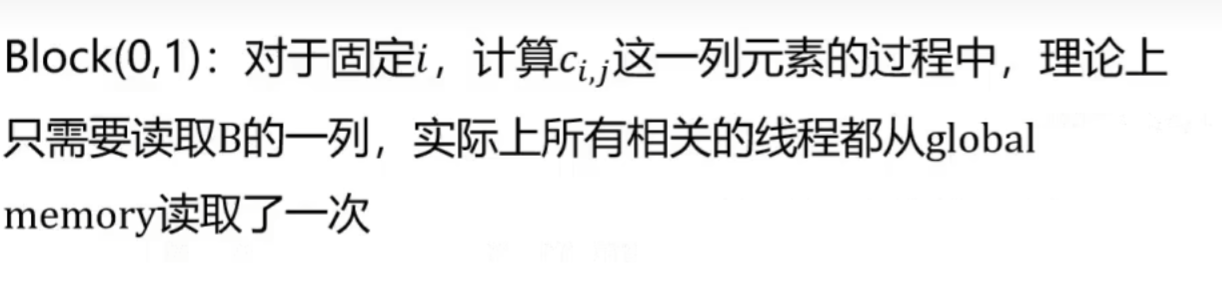 Block(0,1)：对于固定i，计算c_{i,j}这一列元素的过程中，理论上
只需要读取B的一列，实际上所有相关的线程都从global
memory读取了一次